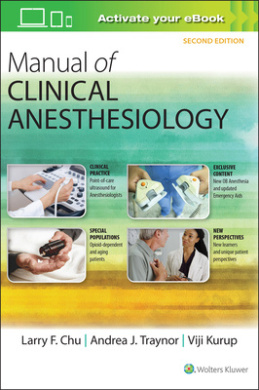 Activate your eBook
SECOND EDITION
Manual of
CLINICAL
ANESTHESIOLOGY
CLINICAL
PRACTICE
Point-of-care
ultrasound for
Anesthesiologists
EXCLUSIVE
CONTENT
New OB Anesthesia
and updated
Emergency Aids
SPECIAL
POPULATIONS
Opioid-dependent
and aging
patients
NEW
PERSPECTIVES
New learners
and unique patient
perspectives
Larry F. Chu | Andrea J. Traynor | Viji Kurup
Wolters Kluwer